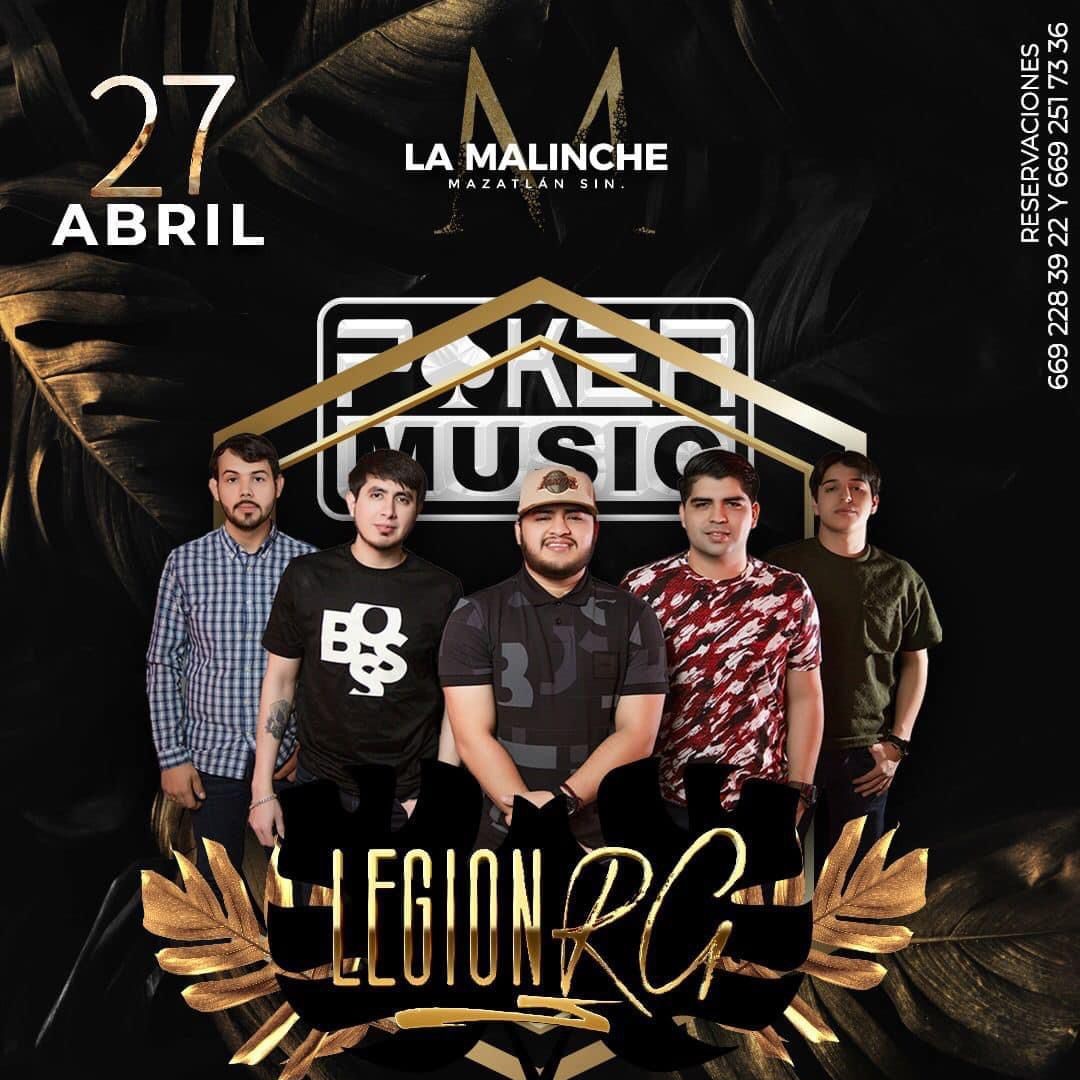 27
ABRIL
M
LA MALINCHE
MAZATLÁN SIN.
RESERVACIONES
669 228 39 22 Y 669 251 73 36
POKER
MUSIC
BOSS
LEGION RG